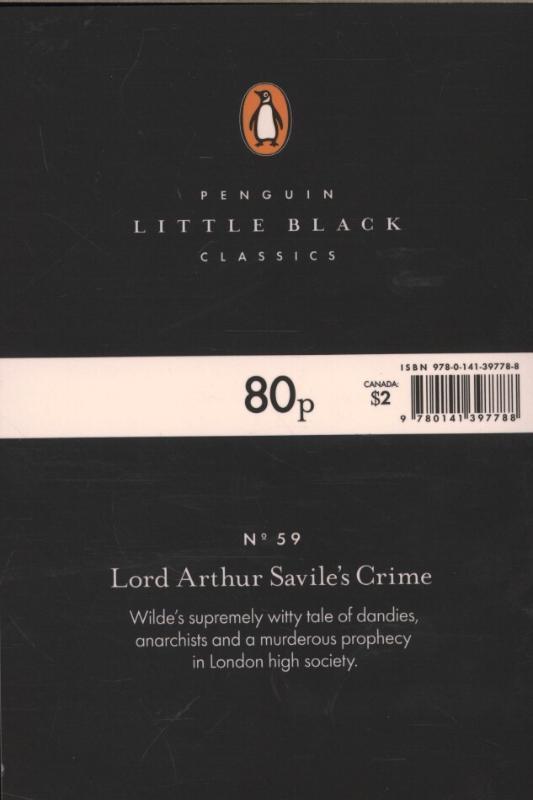 PENGUIN
LITTLE BLACK
CLASSICS
ISBN 978-0-141-39778-8
80p
CANADA:
$2
9 780141 397788
Nº 59
Lord Arthur Savile's Crime
Wilde's supremely witty tale of dandies,
anarchists and a murderous prophecy
in London high society.